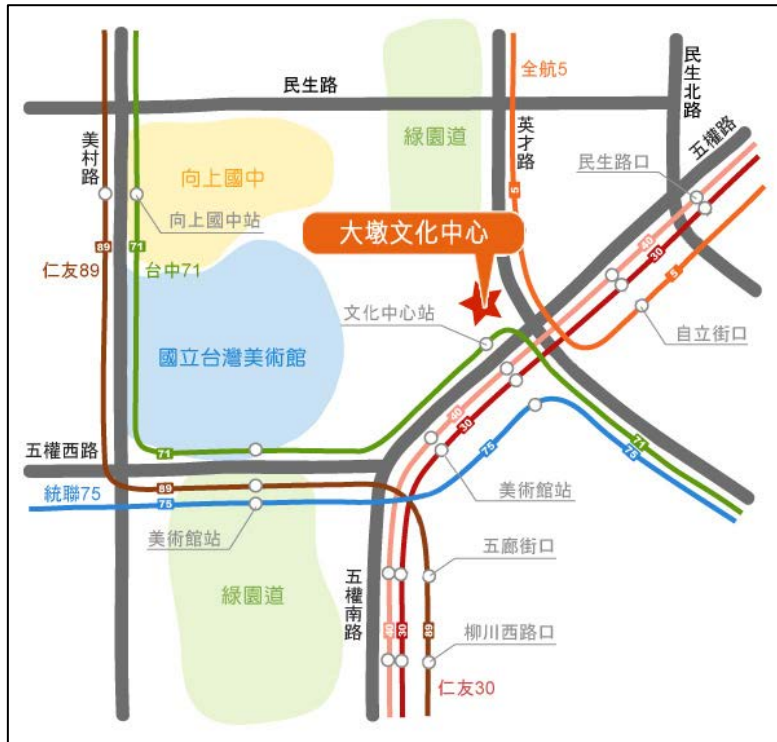 全航5
民生路
民生北路
美村路
綠園道
英才路
五權路
民生路口
向上國中
5
40
30
大墩文化中心
向上國中站
89
71
仁友89
台中71
5
文化中心站
自立街口
國立台灣美術館
40
30
五權西路
71
75
71
75
統聯75
89
75
美術館站
美術館站
五廊街口
綠園道
五權南路
40
30
89
柳川西路口
仁友30